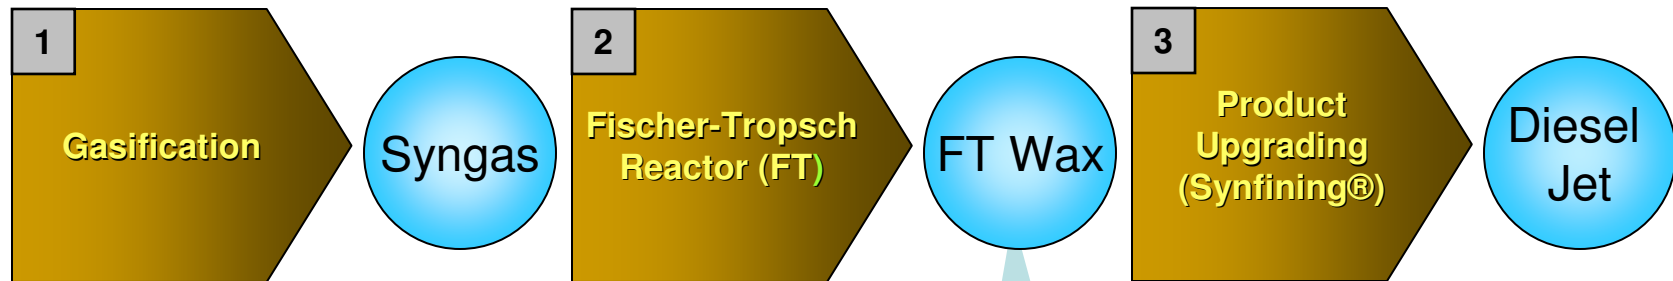 1
Gasification
Syngas
2
Fischer-Tropsch
Reactor (FT)
FT Wax
3
Product
Upgrading
(Synfining®)
Diesel
Jet